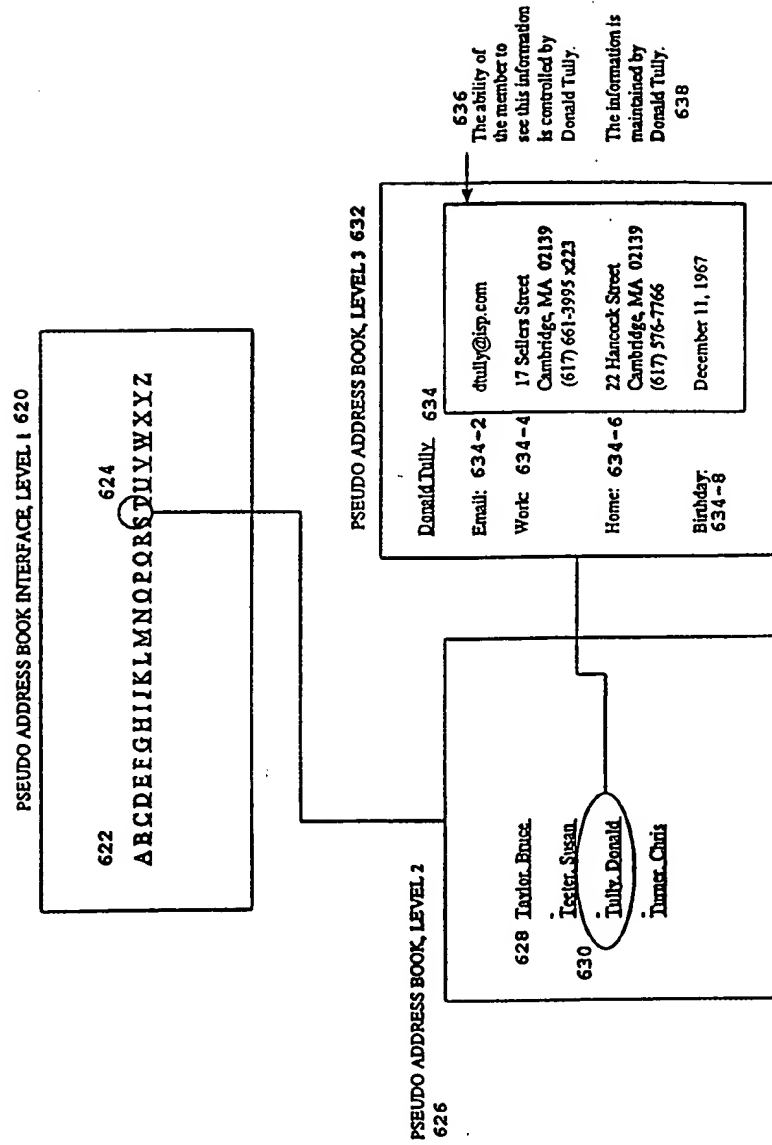 PSEUDO ADDRESS BOOK INTERFACE, LEVEL 1 620
622
624
A B C D E F G H I J K L M N O P Q R S T U V W X Y Z
PSEUDO ADDRESS BOOK, LEVEL 2
626
628 Taylor, Bruce
Teeter, Susan
630
Tully, Donald
Turner, Chris
PSEUDO ADDRESS BOOK, LEVEL 3 632
Donald Tully 634
Email: 634-2 dtully@isp.com
Work: 634-4 17 Sellers Street
Cambridge, MA 02139
(617) 661-3995 x223
Home: 634-6 22 Hancock Street
Cambridge, MA 02139
(617) 576-7766
Birthday: December 11, 1967
634-8
636
The ability of
the member to
see this information
is controlled by
Donald Tully.
The information is
maintained by
Donald Tully.
638